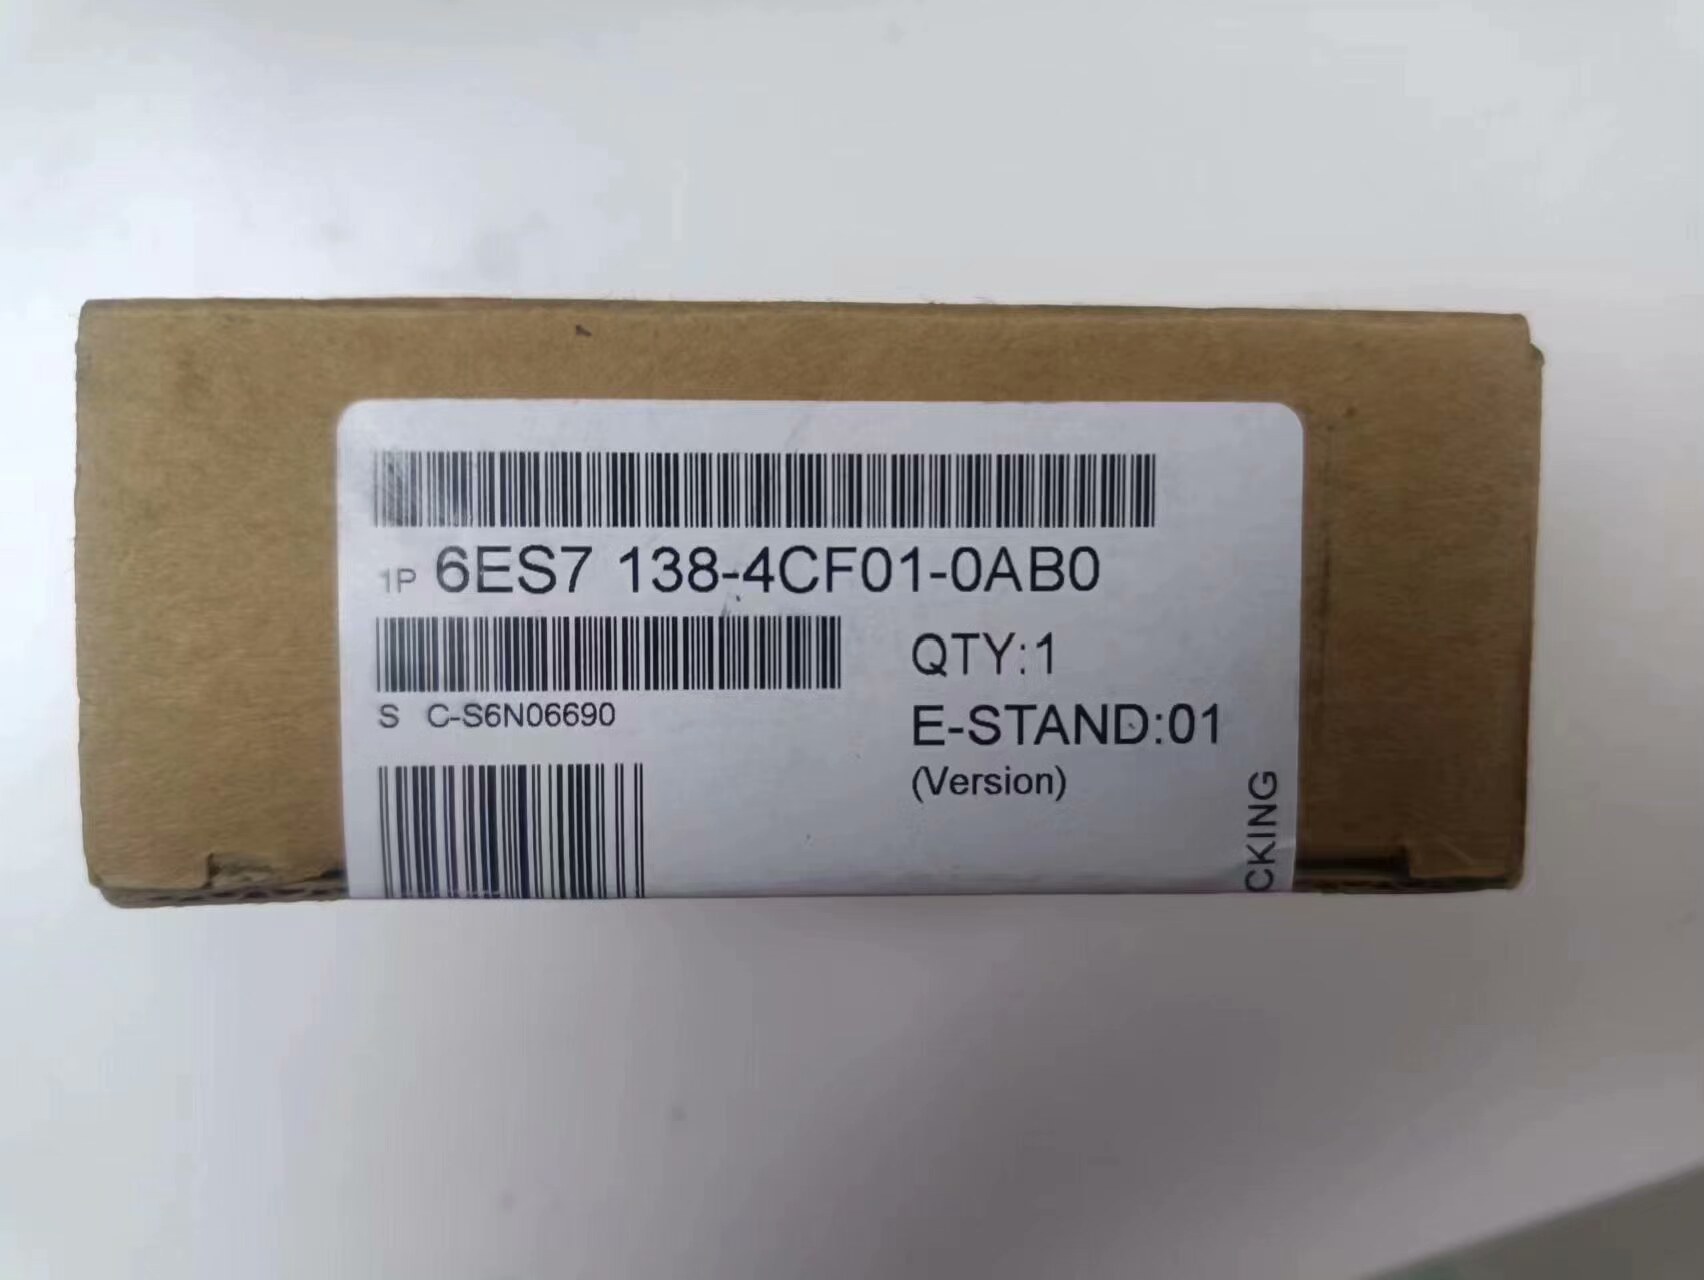 1P 6ES7 138-4CF01-0AB0
QTY:1
S C-S6N06690
E-STAND:01
(Version)
CKING